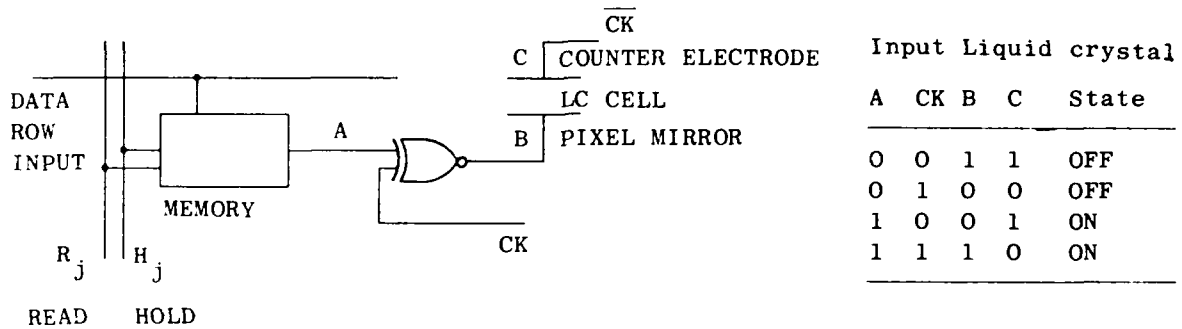 CK
C COUNTER ELECTRODE
LC CELL
B PIXEL MIRROR
DATA
ROW
INPUT
A
MEMORY
CK
R j H j
READ HOLD
Input Liquid crystal
A CK B C State
0 0 1 1 OFF
0 1 0 0 OFF
1 0 0 1 ON
1 1 1 0 ON